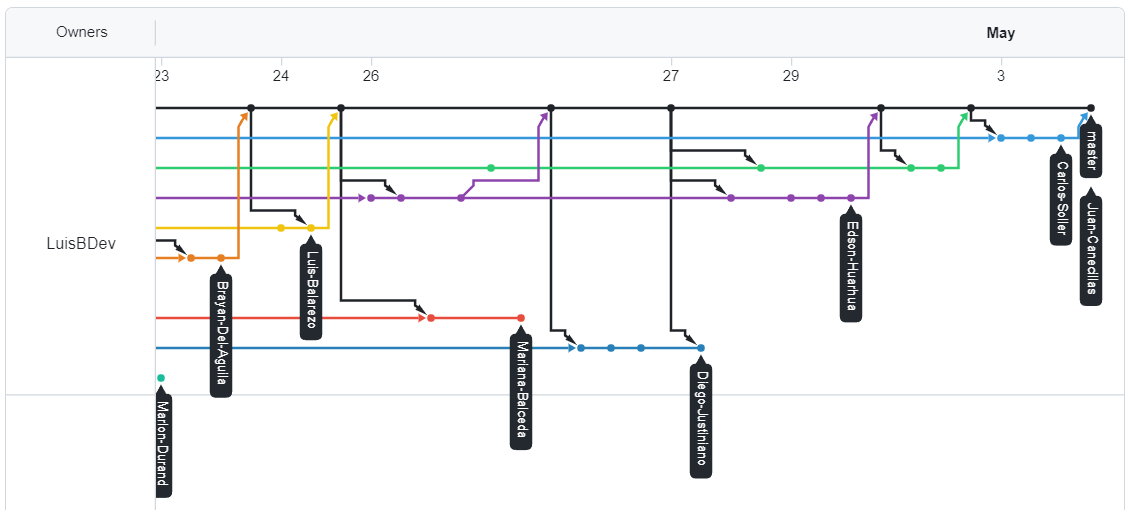 Owners
May
23
24
26
27
29
3
LuisBDev
master
Carlos-Soller
Juan-Canecillas
Edson-Huarhua
Luis-Balarezo
Brayan-Del-Aguila
Mariana-Balceda
Diego-Justiniano
Marlon-Durand